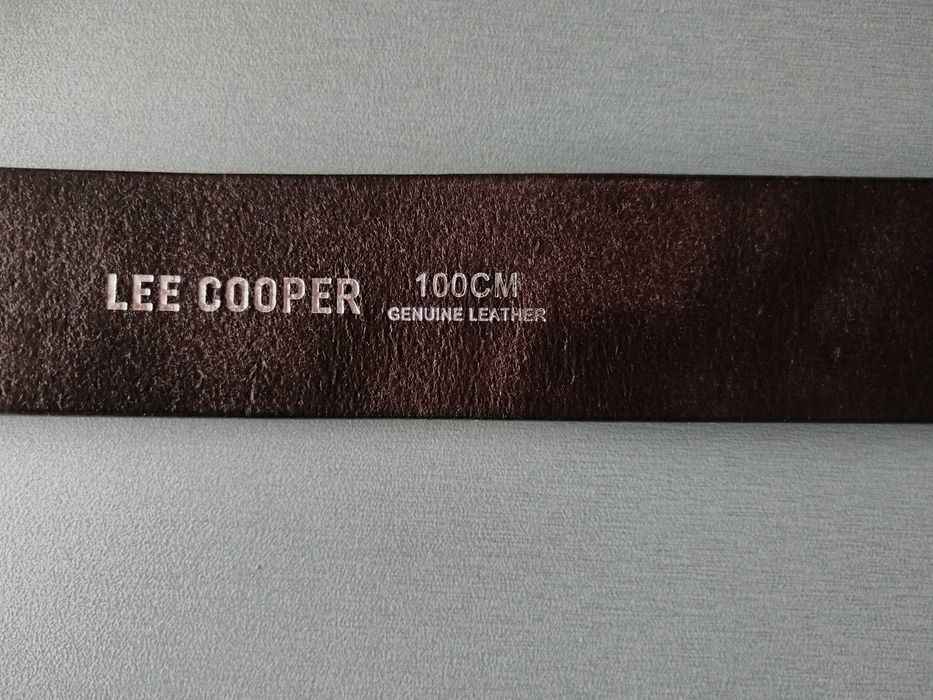 LEE COOPER
100CM
GENUINE LEATHER